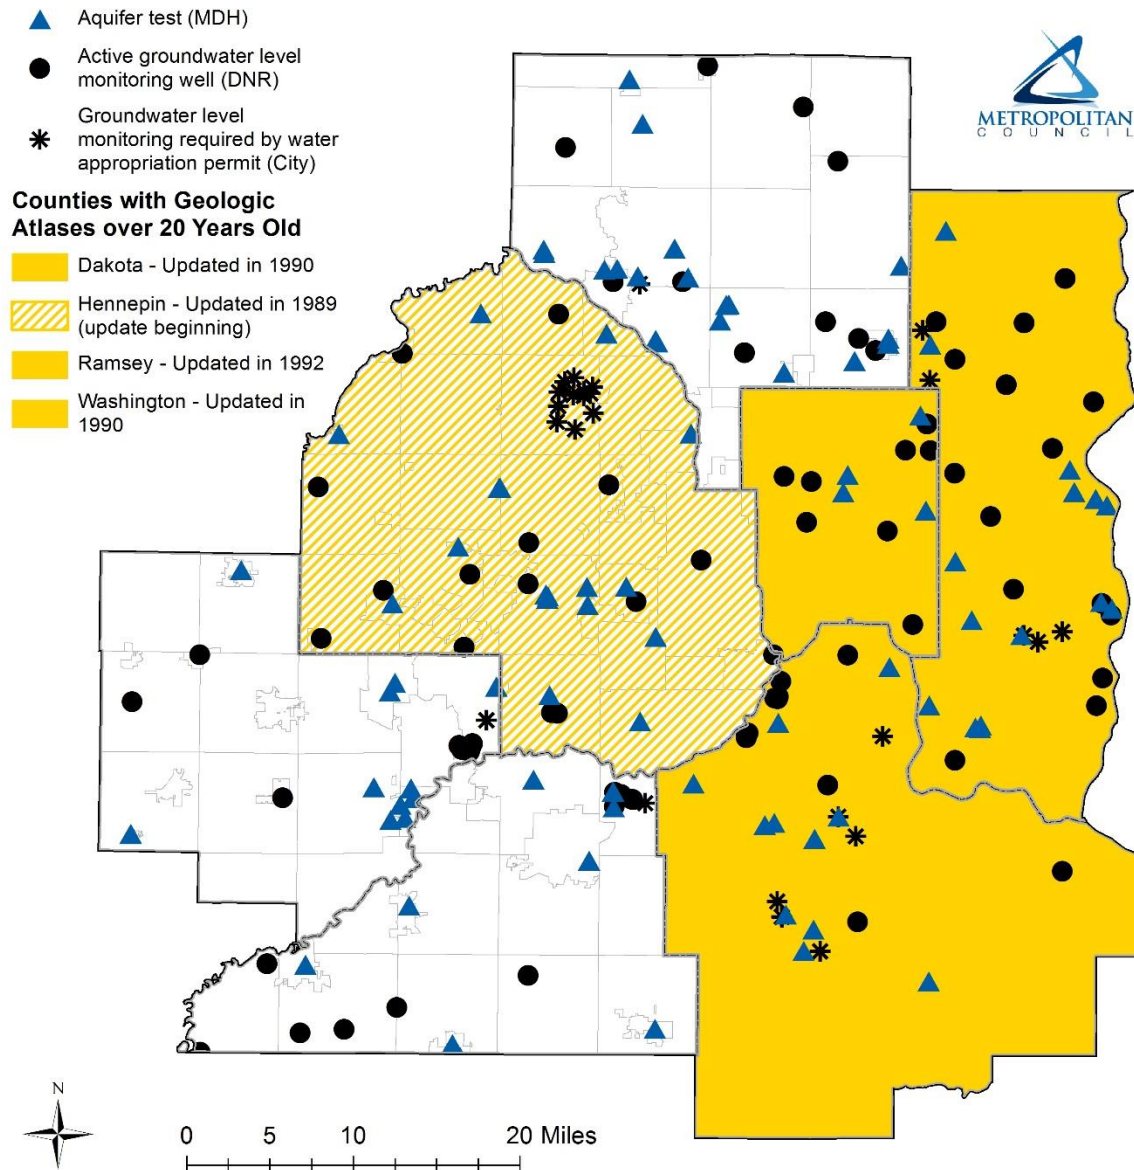 Aquifer test (MDH)
Active groundwater level
monitoring well (DNR)
Groundwater level
monitoring required by water
appropriation permit (City)
Counties with Geologic
Atlases over 20 Years Old
Dakota - Updated in 1990
Hennepin - Updated in 1989
(update beginning)
Ramsey - Updated in 1992
Washington - Updated in
1990
METROPOLITAN
COUNCIL
N
0 5 10 20 Miles